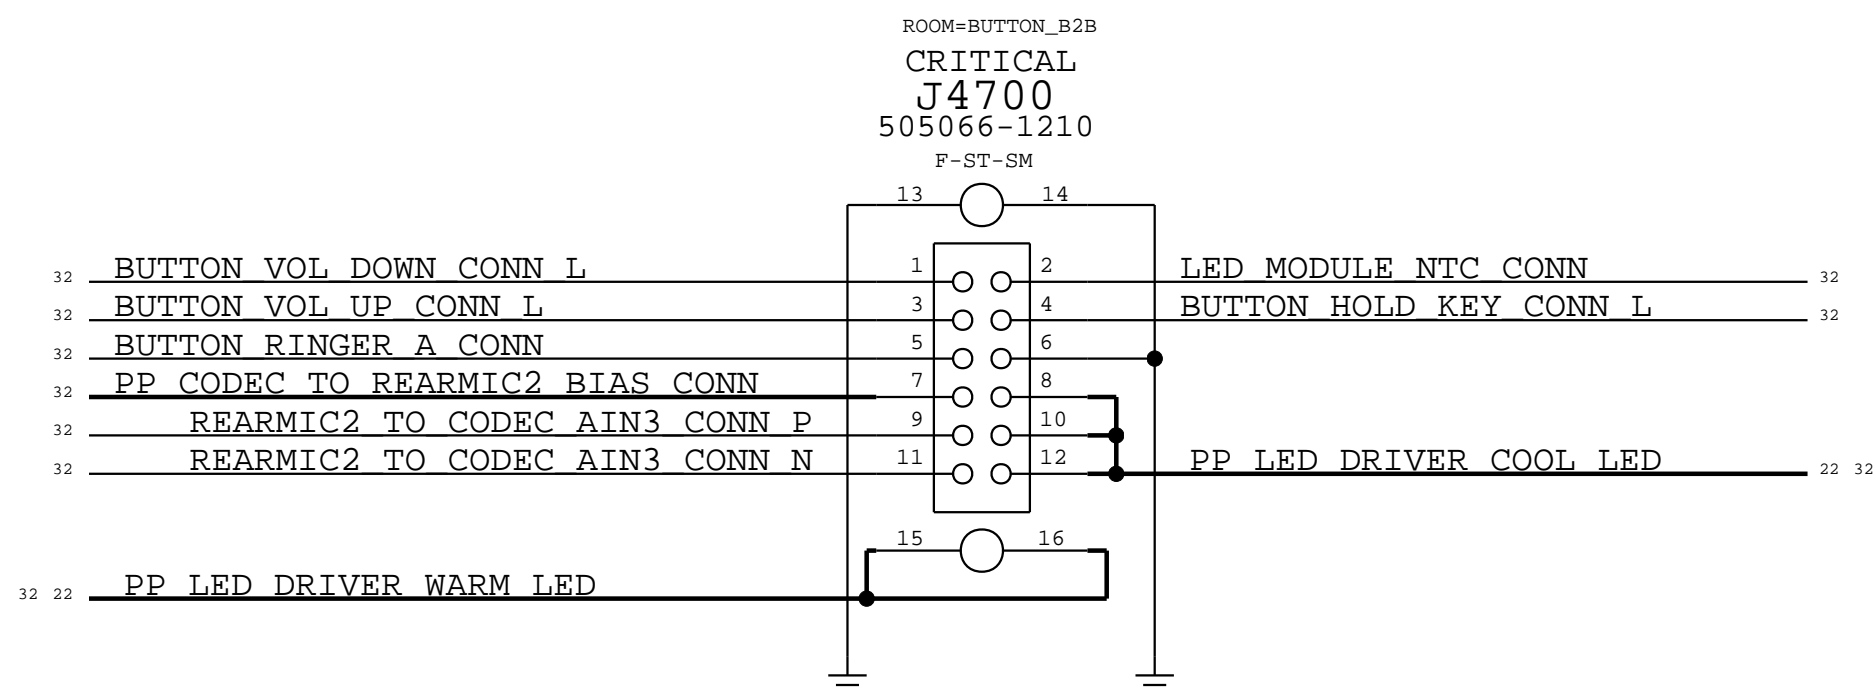 ROOM=BUTTON_B2B
CRITICAL
J4700
505066-1210
F-ST-SM
13 14
32 BUTTON_VOL_DOWN_CONN_L 1 2 LED_MODULE_NTC_CONN 32
32 BUTTON_VOL_UP_CONN_L 3 4 BUTTON_HOLD_KEY_CONN_L 32
32 BUTTON_RINGER_A_CONN 5 6
32 PP_CODEC_TO_REARMIC2_BIAS_CONN 7 8
32 REARMIC2_TO_CODEC_AIN3_CONN_P 9 10
32 REARMIC2_TO_CODEC_AIN3_CONN_N 11 12 PP_LED_DRIVER_COOL_LED 22 32
15 16
32 22 PP_LED_DRIVER_WARM_LED